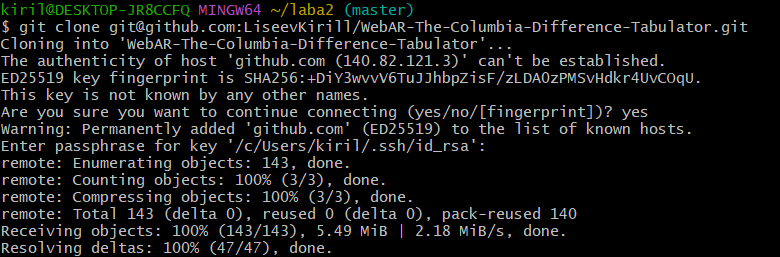 kiril@DESKTOP-JR8CCFQ MINGW64 ~/laba2 (master)
$ git clone git@github.com:LiseevKirill/WebAR-The-Columbia-Difference-Tabulator.git
Cloning into 'WebAR-The-Columbia-Difference-Tabulator'...
The authenticity of host 'github.com (140.82.121.3)' can't be established.
ED25519 key fingerprint is SHA256:+DiY3wvvV6TuJJhbpZisF/zLDA0zPMSvHdkr4UvCOqU.
This key is not known by any other names.
Are you sure you want to continue connecting (yes/no/[fingerprint])? yes
Warning: Permanently added 'github.com' (ED25519) to the list of known hosts.
Enter passphrase for key '/c/Users/kiril/.ssh/id_rsa':
remote: Enumerating objects: 143, done.
remote: Counting objects: 100% (3/3), done.
remote: Compressing objects: 100% (3/3), done.
remote: Total 143 (delta 0), reused 0 (delta 0), pack-reused 140
Receiving objects: 100% (143/143), 5.49 MiB | 2.18 MiB/s, done.
Resolving deltas: 100% (47/47), done.